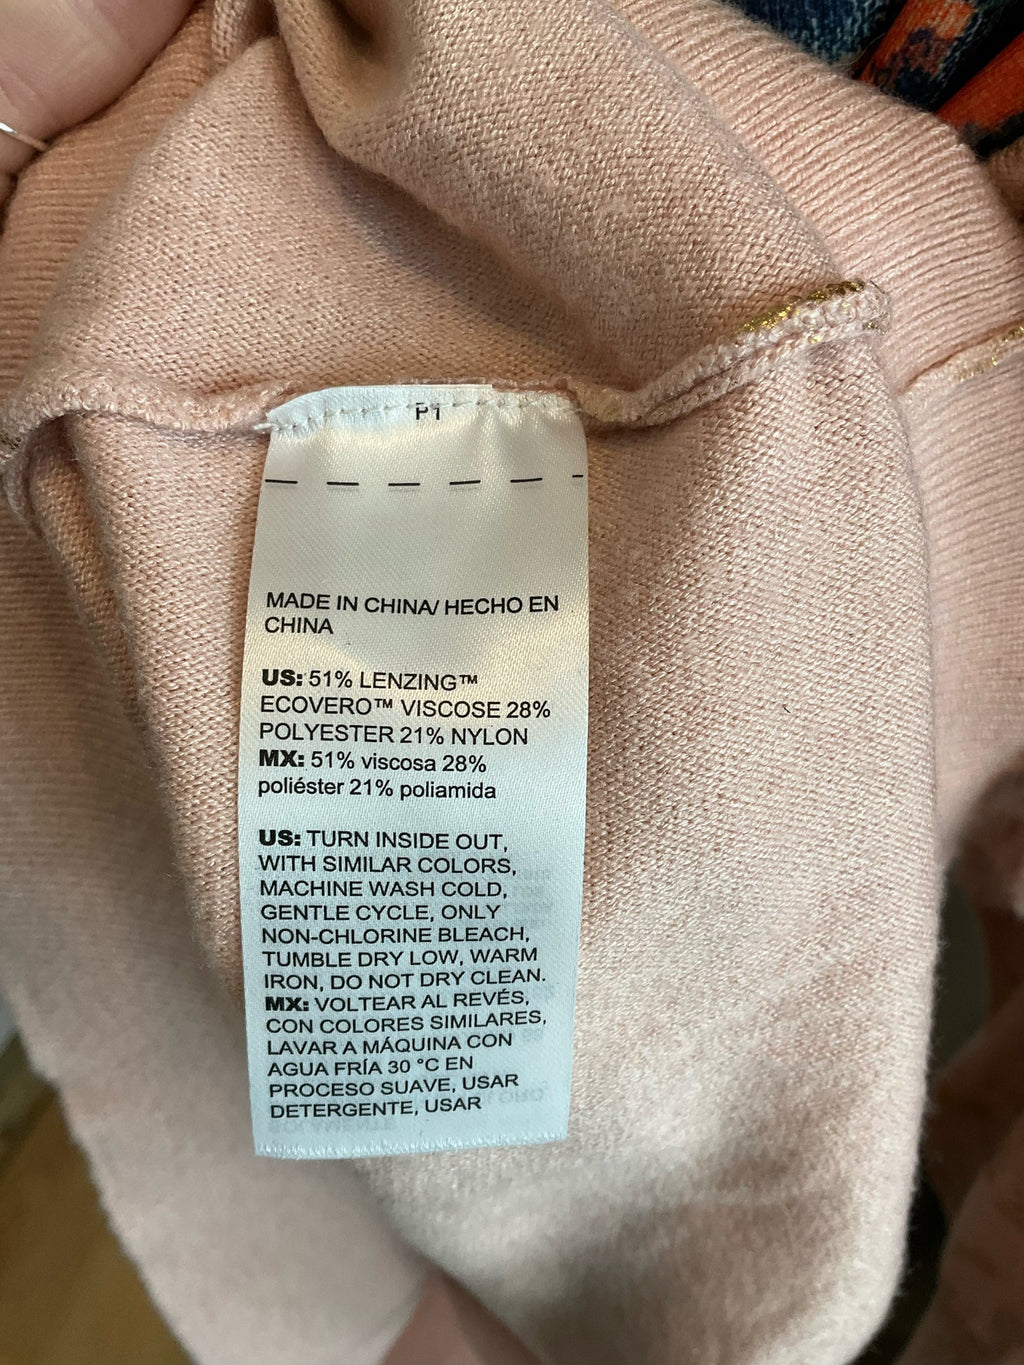 P1
MADE IN CHINA/ HECHO EN
CHINA
US: 51% LENZING™
ECOVERO™ VISCOSE 28%
POLYESTER 21% NYLON
MX: 51% viscosa 28%
poliéster 21% poliamida
US: TURN INSIDE OUT,
WITH SIMILAR COLORS,
MACHINE WASH COLD,
GENTLE CYCLE, ONLY
NON-CHLORINE BLEACH,
TUMBLE DRY LOW, WARM
IRON, DO NOT DRY CLEAN.
MX: VOLTEAR AL REVÉS,
CON COLORES SIMILARES,
LAVAR A MÁQUINA CON
AGUA FRÍA 30 °C EN
PROCESO SUAVE, USAR
DETERGENTE, USAR